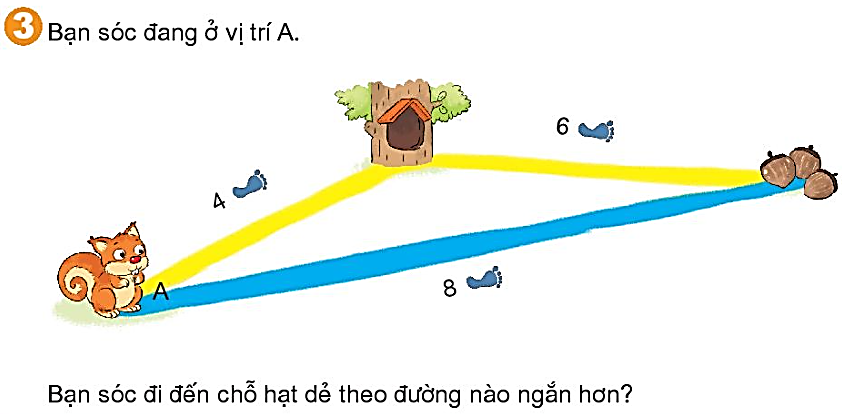 3 Bạn sóc đang ở vị trí A.
6
4
A
8
Bạn sóc đi đến chỗ hạt dẻ theo đường nào ngắn hơn?